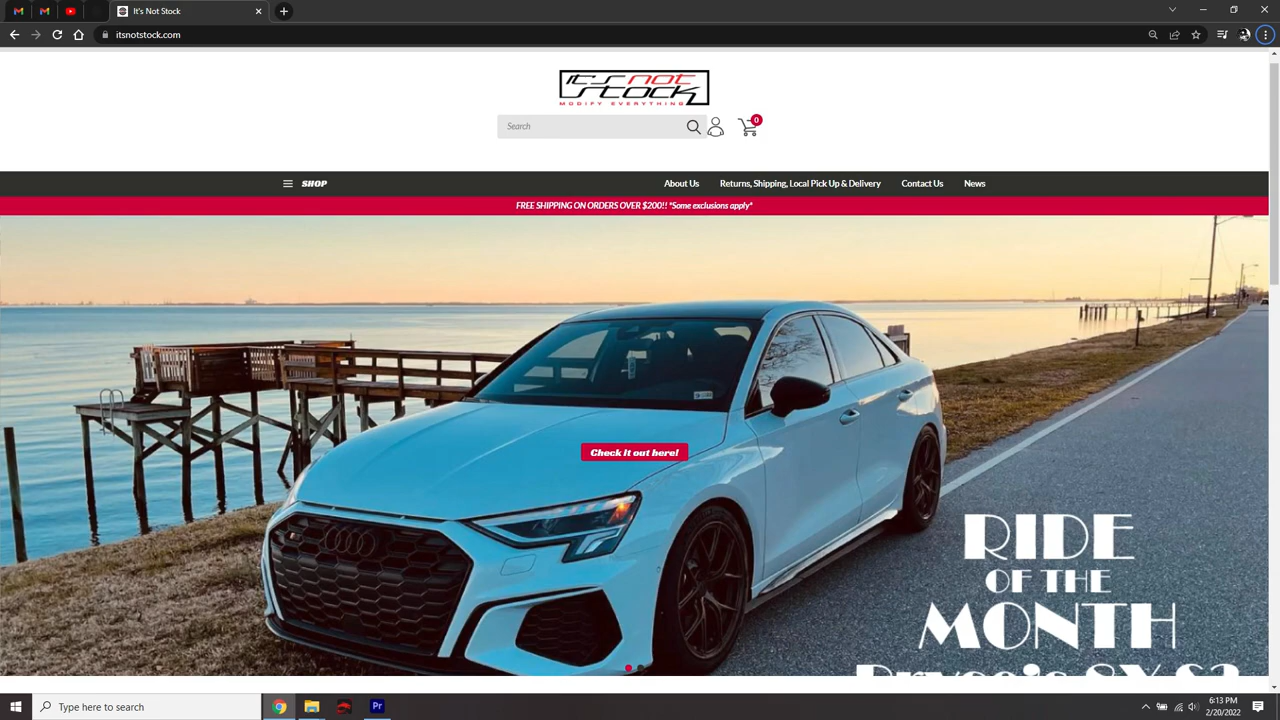 It's Not Stock
itsnotstock.com
it's not
stock
MODIFY EVERYTHING
Search
0
SHOP
About Us
Returns, Shipping, Local Pick Up & Delivery
Contact Us
News
FREE SHIPPING ON ORDERS OVER $200!! *Some exclusions apply*
Check it out here!
RIDE
OF THE
MONTH
Type here to search
Pr
6:13 PM
2/20/2022